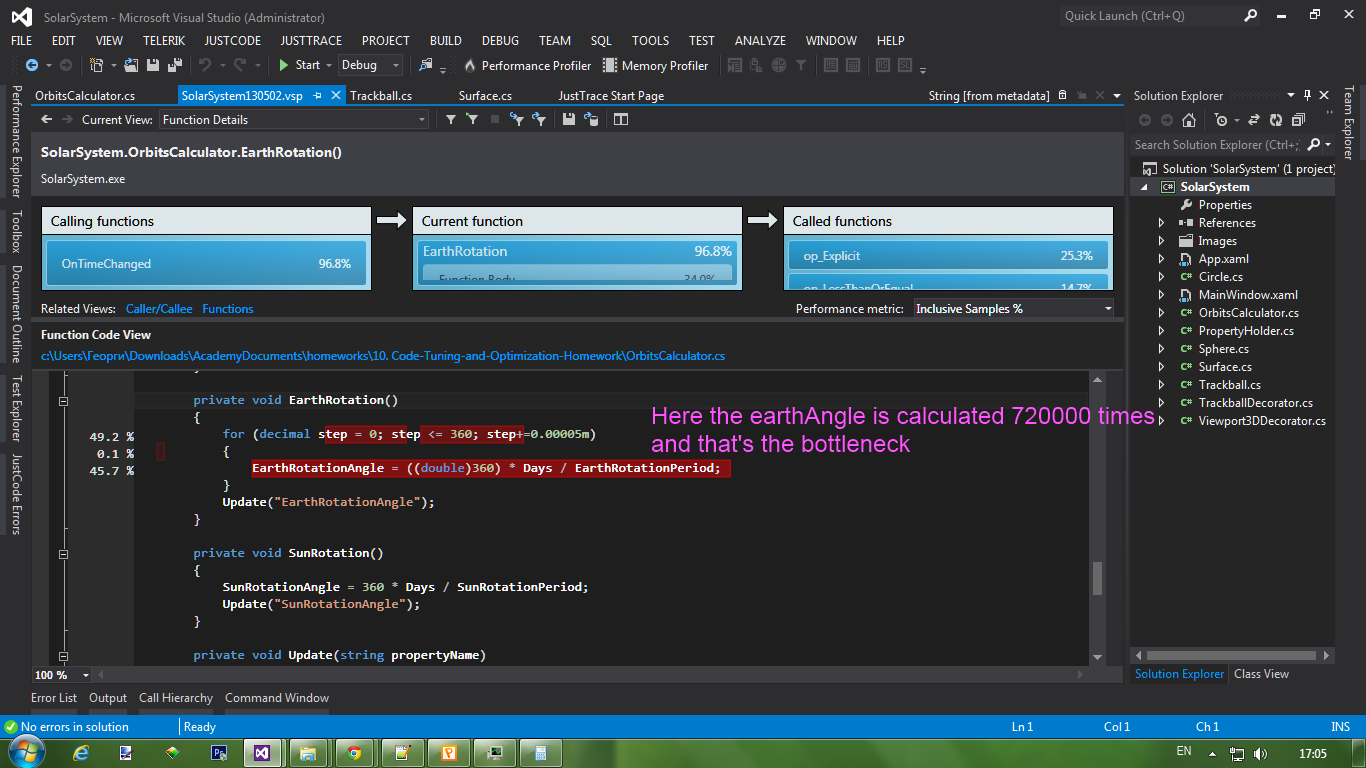 SolarSystem - Microsoft Visual Studio (Administrator)
Quick Launch (Ctrl+Q)
FILE EDIT VIEW TELERIK JUSTCODE JUSTTRACE PROJECT BUILD DEBUG TEAM SQL TOOLS TEST ANALYZE WINDOW HELP
Start Debug Performance Profiler Memory Profiler
OrbitsCalculator.cs SolarSystem130502.vsp Trackball.cs Surface.cs JustTrace Start Page String [from metadata]
Current View: Function Details
SolarSystem.OrbitsCalculator.EarthRotation()
SolarSystem.exe
Calling functions Current function Called functions
OnTimeChanged 96.8%
EarthRotation 96.8%
Function Body 34.0%
op_Explicit 25.3%
op_LessThanOrEqual 14.7%
Related Views: Caller/Callee Functions
Performance metric: Inclusive Samples %
Function Code View
c:\Users\Георги\Downloads\AcademyDocuments\homeworks\10. Code-Tuning-and-Optimization-Homework\OrbitsCalculator.cs
private void EarthRotation()
{
49.2 % for (decimal step = 0; step <= 360; step+=0.00005m)
0.1 % {
45.7 % EarthRotationAngle = ((double)360) * Days / EarthRotationPeriod;
}
Update("EarthRotationAngle");
}
private void SunRotation()
{
SunRotationAngle = 360 * Days / SunRotationPeriod;
Update("SunRotationAngle");
}
private void Update(string propertyName)
Here the earthAngle is calculated 720000 times
and that's the bottleneck
100 %
Performance Explorer
Toolbox
Document Outline
Test Explorer
JustCode Errors
Solution Explorer
Search Solution Explorer (Ctrl+;)
Solution 'SolarSystem' (1 project)
SolarSystem
Properties
References
Images
App.xaml
Circle.cs
MainWindow.xaml
OrbitsCalculator.cs
PropertyHolder.cs
Sphere.cs
Surface.cs
Trackball.cs
TrackballDecorator.cs
Viewport3DDecorator.cs
Solution Explorer Class View
Team Explorer
Error List Output Call Hierarchy Command Window
No errors in solution Ready Ln 1 Col 1 Ch 1 INS
EN 17:05